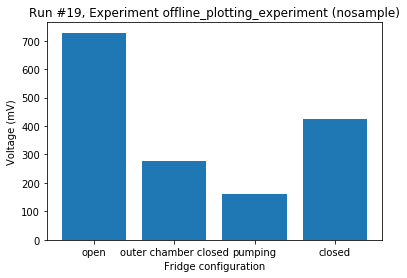 Run #19, Experiment offline_plotting_experiment (nosample)
700
600
500
400
300
200
100
0
Voltage (mV)
open outer chamber closed pumping closed
Fridge configuration